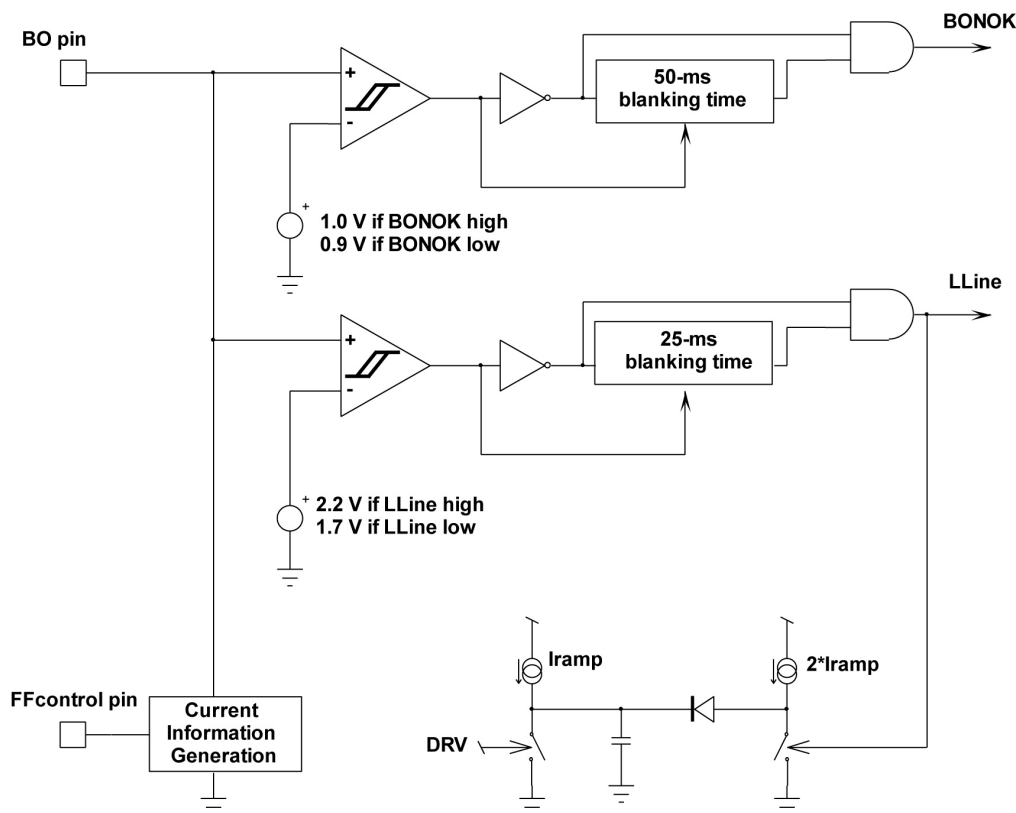 BONOK
BO pin
+
50-ms
blanking time
-
+
1.0 V if BONOK high
0.9 V if BONOK low
LLine
+
25-ms
blanking time
-
+
2.2 V if LLine high
1.7 V if LLine low
Iramp
2*Iramp
FFcontrol pin
Current
Information
Generation
DRV